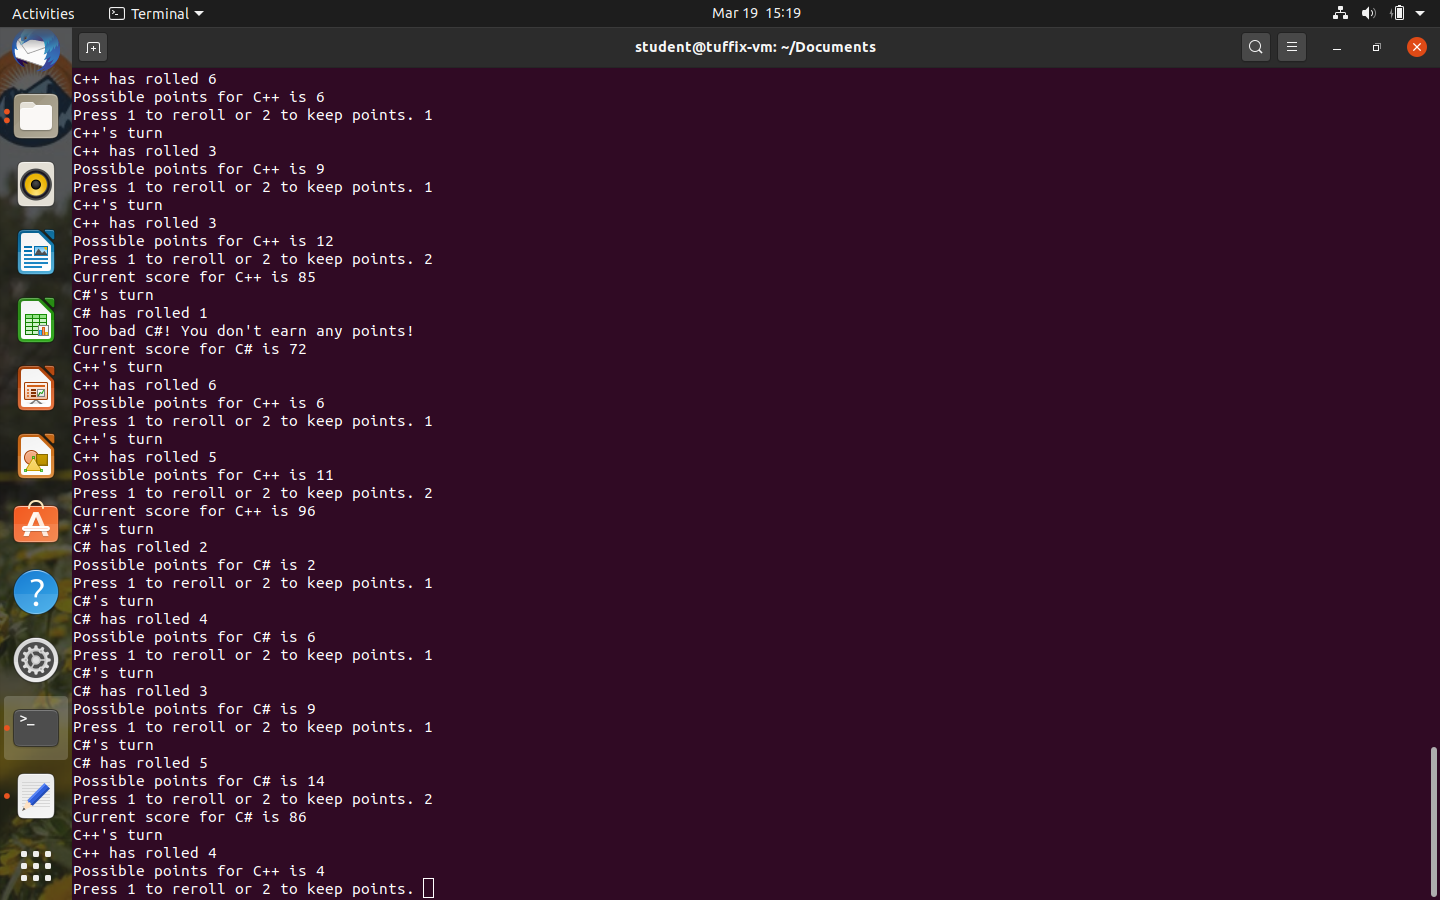 Activities Terminal Mar 19 15:19
student@tuffix-vm: ~/Documents
C++ has rolled 6
Possible points for C++ is 6
Press 1 to reroll or 2 to keep points. 1
C++'s turn
C++ has rolled 3
Possible points for C++ is 9
Press 1 to reroll or 2 to keep points. 1
C++'s turn
C++ has rolled 3
Possible points for C++ is 12
Press 1 to reroll or 2 to keep points. 2
Current score for C++ is 85
C#'s turn
C# has rolled 1
Too bad C#! You don't earn any points!
Current score for C# is 72
C++'s turn
C++ has rolled 6
Possible points for C++ is 6
Press 1 to reroll or 2 to keep points. 1
C++'s turn
C++ has rolled 5
Possible points for C++ is 11
Press 1 to reroll or 2 to keep points. 2
Current score for C++ is 96
C#'s turn
C# has rolled 2
Possible points for C# is 2
Press 1 to reroll or 2 to keep points. 1
C#'s turn
C# has rolled 4
Possible points for C# is 6
Press 1 to reroll or 2 to keep points. 1
C#'s turn
C# has rolled 3
Possible points for C# is 9
Press 1 to reroll or 2 to keep points. 1
C#'s turn
C# has rolled 5
Possible points for C# is 14
Press 1 to reroll or 2 to keep points. 2
Current score for C# is 86
C++'s turn
C++ has rolled 4
Possible points for C++ is 4
Press 1 to reroll or 2 to keep points.